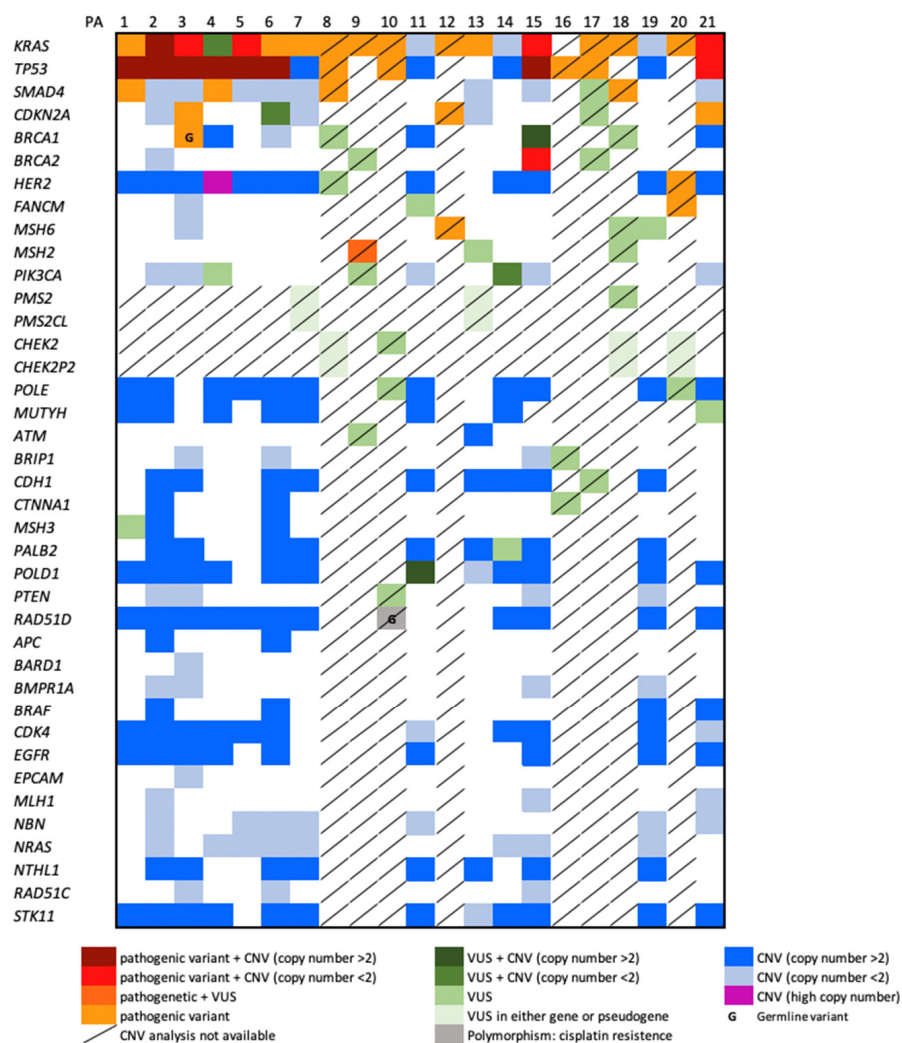 PA 1 2 3 4 5 6 7 8 9 10 11 12 13 14 15 16 17 18 19 20 21
KRAS
TP53
SMAD4
CDKN2A
BRCA1 G
BRCA2
HER2
FANCM
MSH6
MSH2
PIK3CA
PMS2
PMS2CL
CHEK2
CHEK2P2
POLE
MUTYH
ATM
BRIP1
CDH1
CTNNA1
MSH3
PALB2
POLD1
PTEN
RAD51D G
APC
BARD1
BMPR1A
BRAF
CDK4
EGFR
EPCAM
MLH1
NBN
NRAS
NTHL1
RAD51C
STK11
pathogenic variant + CNV (copy number >2)
pathogenic variant + CNV (copy number <2)
pathogenetic + VUS
pathogenic variant
CNV analysis not available
VUS + CNV (copy number >2)
VUS + CNV (copy number <2)
VUS
VUS in either gene or pseudogene
Polymorphism: cisplatin resistence
CNV (copy number >2)
CNV (copy number <2)
CNV (high copy number)
G Germline variant